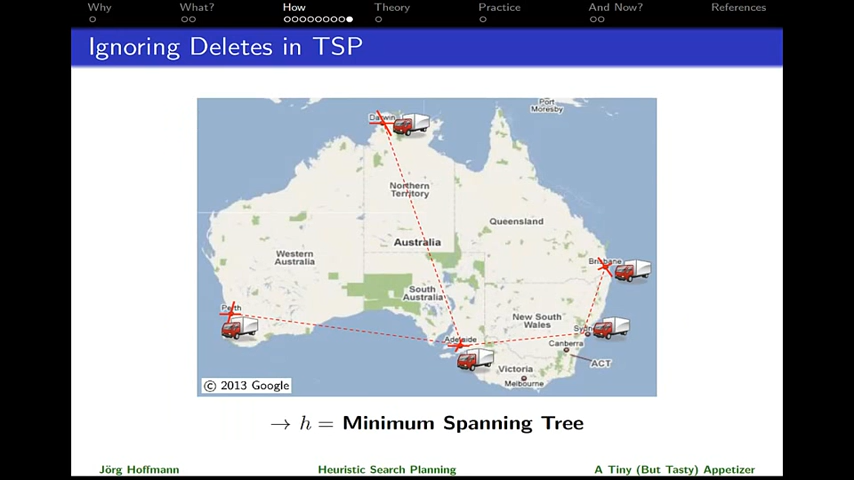 Why What? How Theory Practice And Now? References
Ignoring Deletes in TSP
Port
Moresby
Darwin
Northern
Territory
Queensland
Australia
Western
Australia
Brisbane
South
Australia
Perth
New South
Wales
Adelaide
Canberra
ACT
Victoria
Melbourne
© 2013 Google
→ h = Minimum Spanning Tree
Jörg Hoffmann Heuristic Search Planning A Tiny (But Tasty) Appetizer